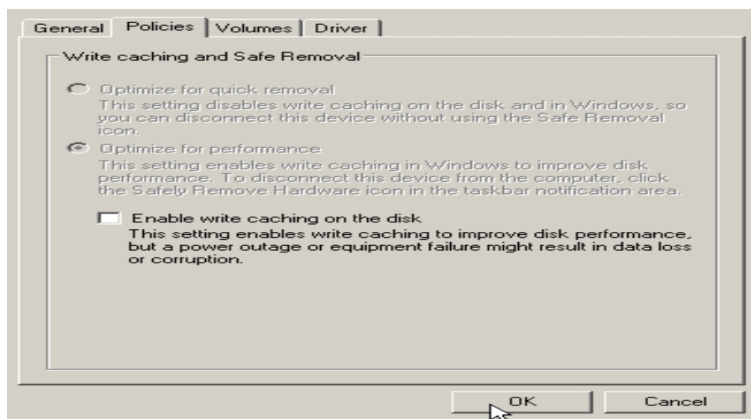 General Policies Volumes Driver
Write caching and Safe Removal
Optimize for quick removal
This setting disables write caching on the disk and in Windows, so
you can disconnect this device without using the Safe Removal
icon.
Optimize for performance
This setting enables write caching in Windows to improve disk
performance. To disconnect this device from the computer, click
the Safely Remove Hardware icon in the taskbar notification area.
Enable write caching on the disk
This setting enables write caching to improve disk performance,
but a power outage or equipment failure might result in data loss
or corruption.
OK Cancel